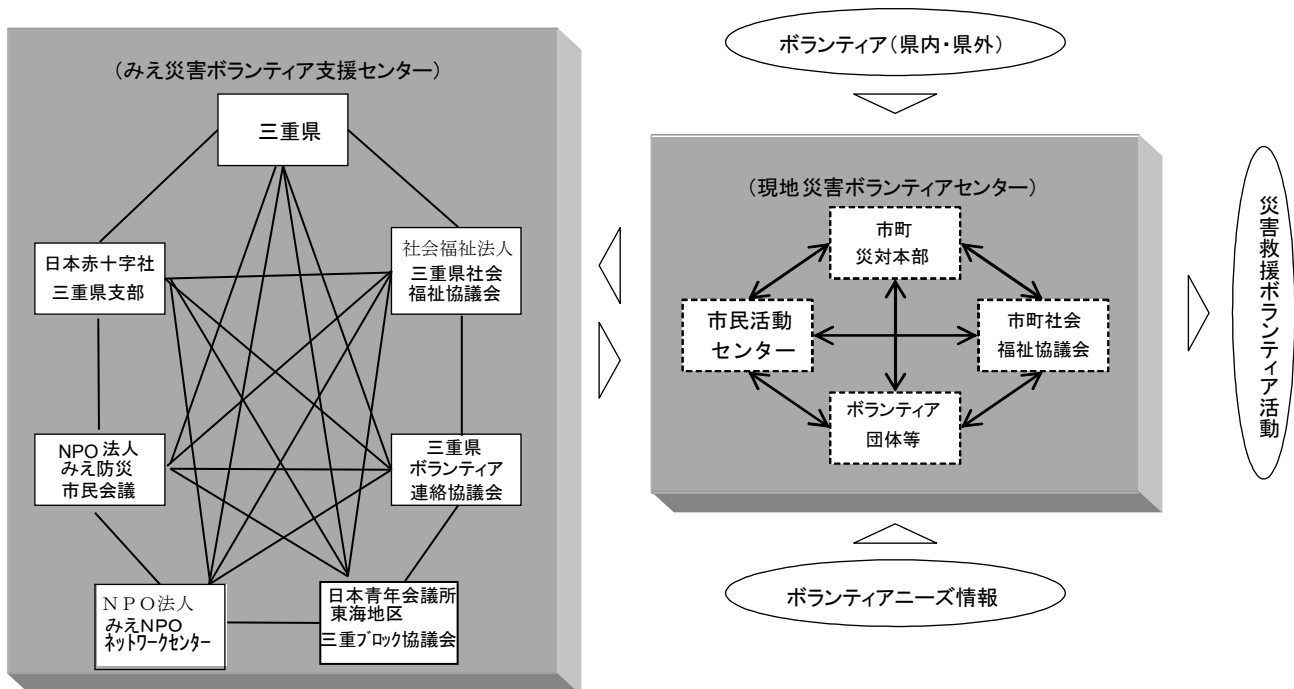 (みえ災害ボランティア支援センター)
三重県
日本赤十字社
三重県支部
社会福祉法人
三重県社会
福祉協議会
NPO法人
みえ防災
市民会議
三重県
ボランティア
連絡協議会
NPO法人
みえNPO
ネットワークセンター
日本青年会議所
東海地区
三重ブロック協議会
ボランティア(県内・県外)
(現地災害ボランティアセンター)
市町
災対本部
市民活動
センター
市町社会
福祉協議会
ボランティア
団体等
ボランティアニーズ情報
災害救援ボランティア活動